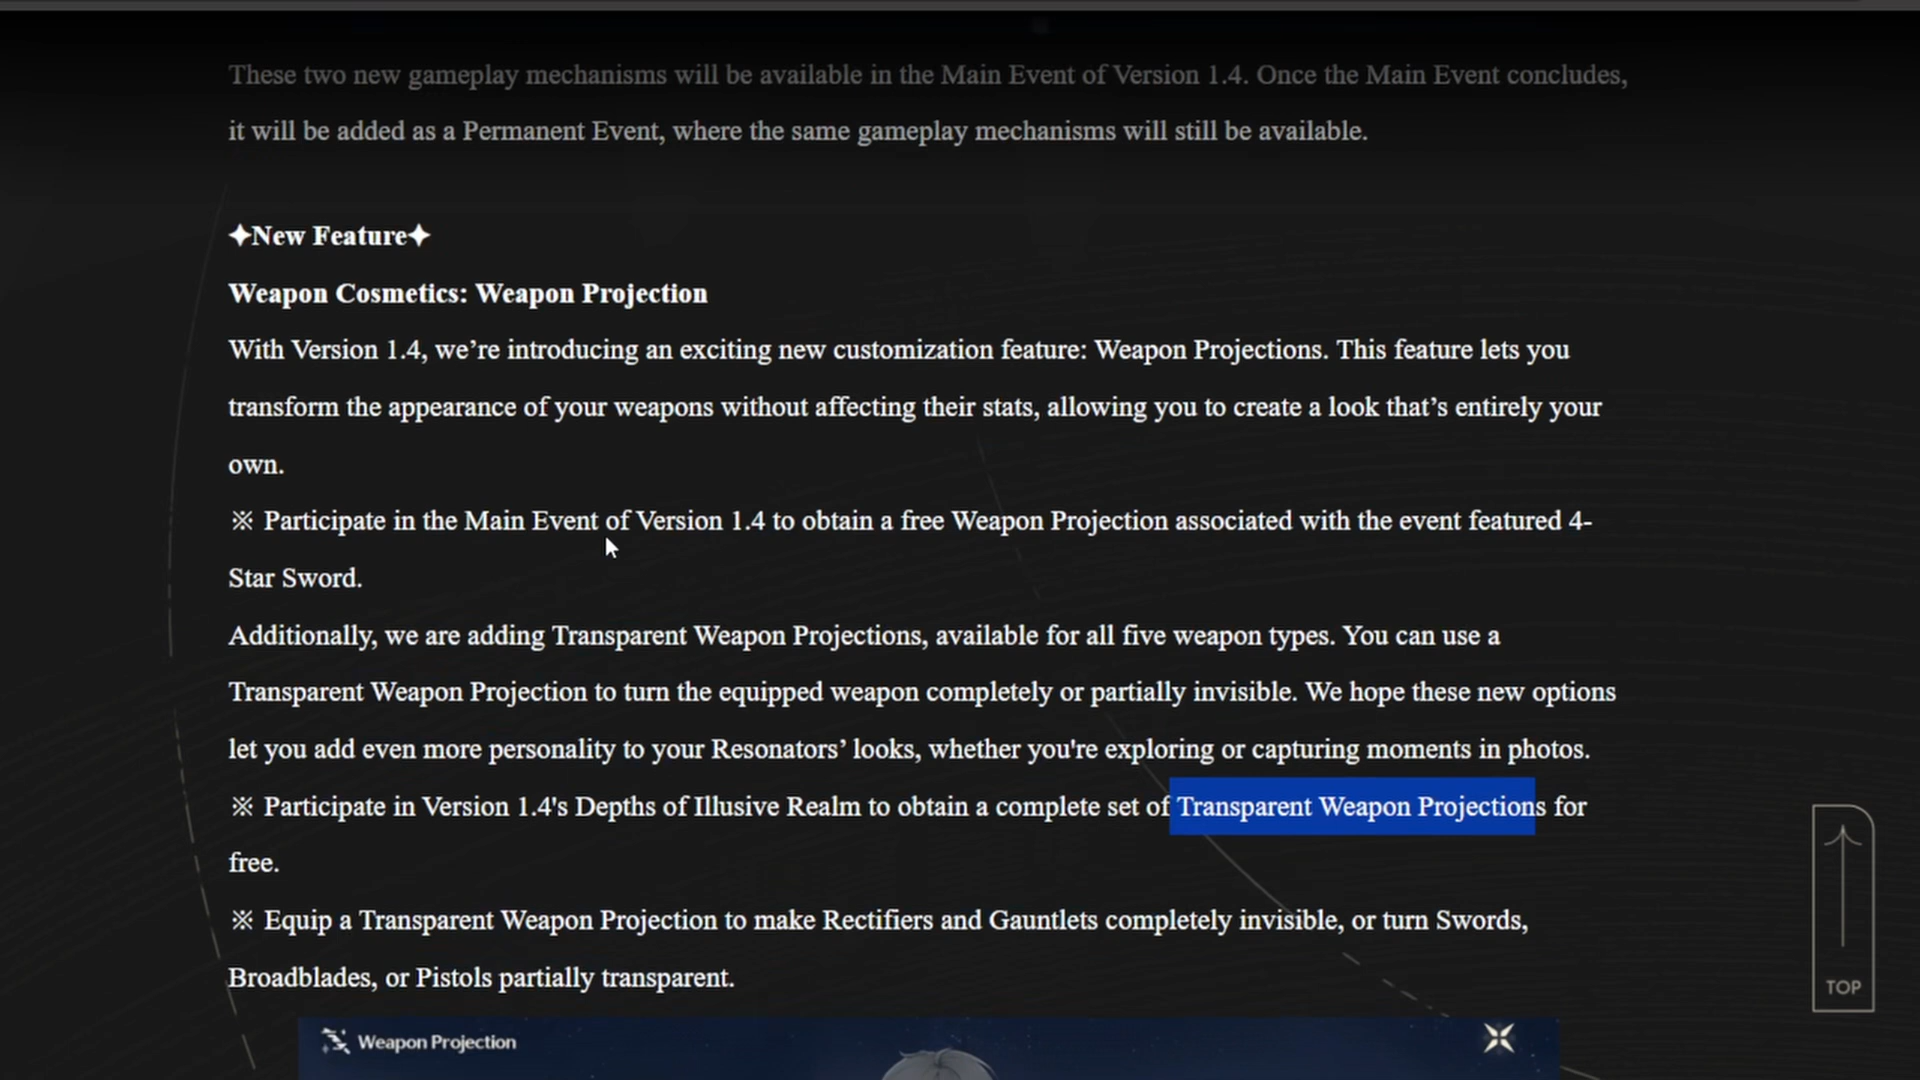 These two new gameplay mechanisms will be available in the Main Event of Version 1.4. Once the Main Event concludes,
it will be added as a Permanent Event, where the same gameplay mechanisms will still be available.
✦New Feature✦
Weapon Cosmetics: Weapon Projection
With Version 1.4, we’re introducing an exciting new customization feature: Weapon Projections. This feature lets you
transform the appearance of your weapons without affecting their stats, allowing you to create a look that’s entirely your
own.
※ Participate in the Main Event of Version 1.4 to obtain a free Weapon Projection associated with the event featured 4-
Star Sword.
Additionally, we are adding Transparent Weapon Projections, available for all five weapon types. You can use a
Transparent Weapon Projection to turn the equipped weapon completely or partially invisible. We hope these new options
let you add even more personality to your Resonators’ looks, whether you're exploring or capturing moments in photos.
※ Participate in Version 1.4's Depths of Illusive Realm to obtain a complete set of Transparent Weapon Projections for
free.
※ Equip a Transparent Weapon Projection to make Rectifiers and Gauntlets completely invisible, or turn Swords,
Broadblades, or Pistols partially transparent.
TOP
Weapon Projection